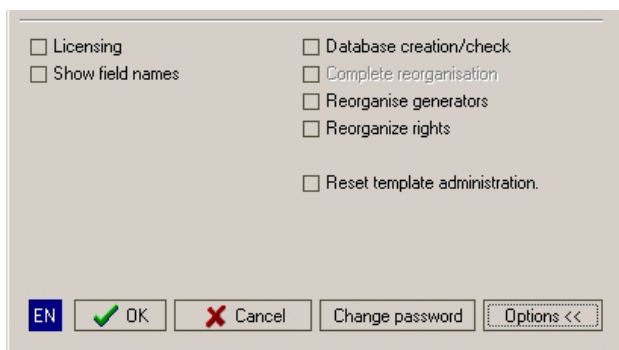 Licensing
Show field names
Database creation/check
Complete reorganisation
Reorganise generators
Reorganize rights
Reset template administration.
EN OK Cancel Change password Options <<